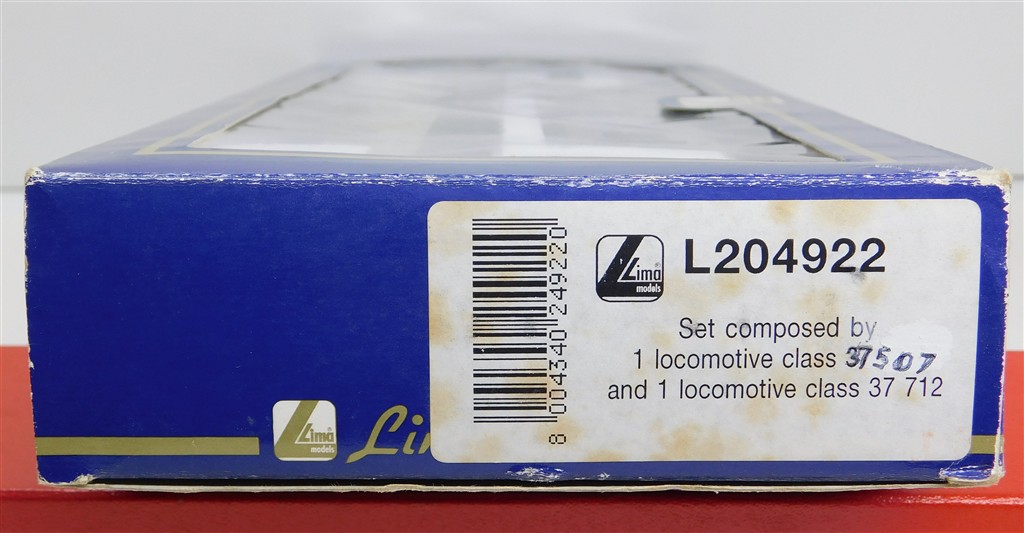 L204922
Lima®
models
Set composed by
1 locomotive class 37507
and 1 locomotive class 37 712
8 004340 249220
Lima
models